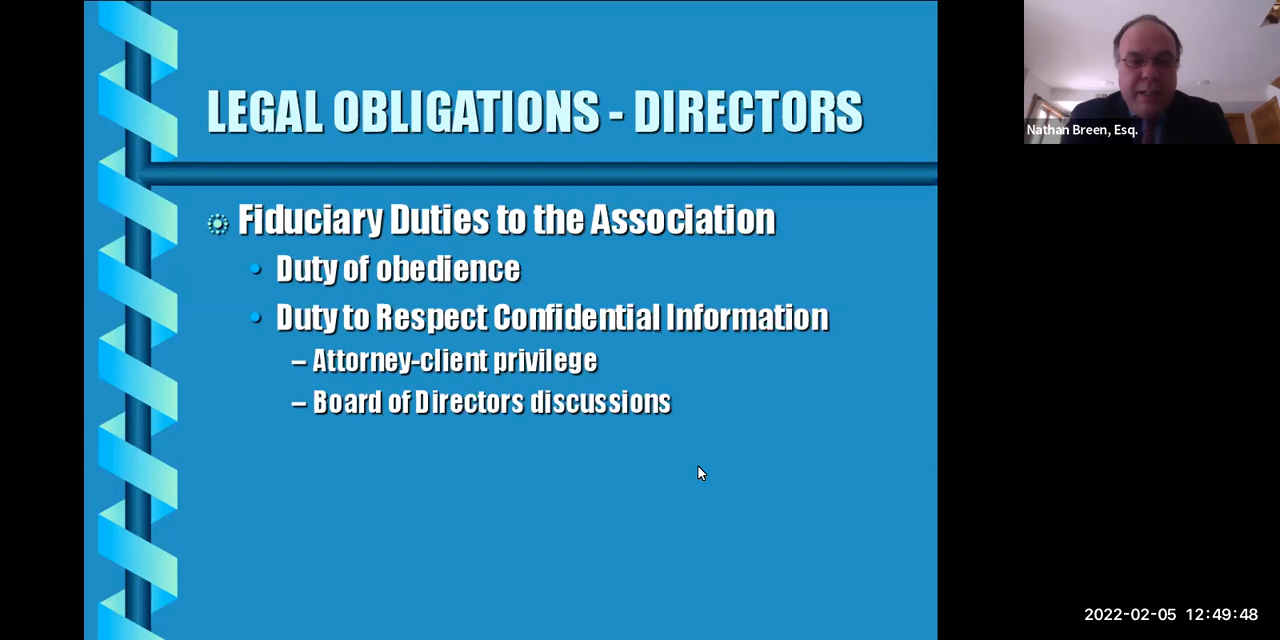 LEGAL OBLIGATIONS - DIRECTORS
Fiduciary Duties to the Association
• Duty of obedience
• Duty to Respect Confidential Information
– Attorney-client privilege
– Board of Directors discussions
Nathan Breen, Esq.
2022-02-05 12:49:48